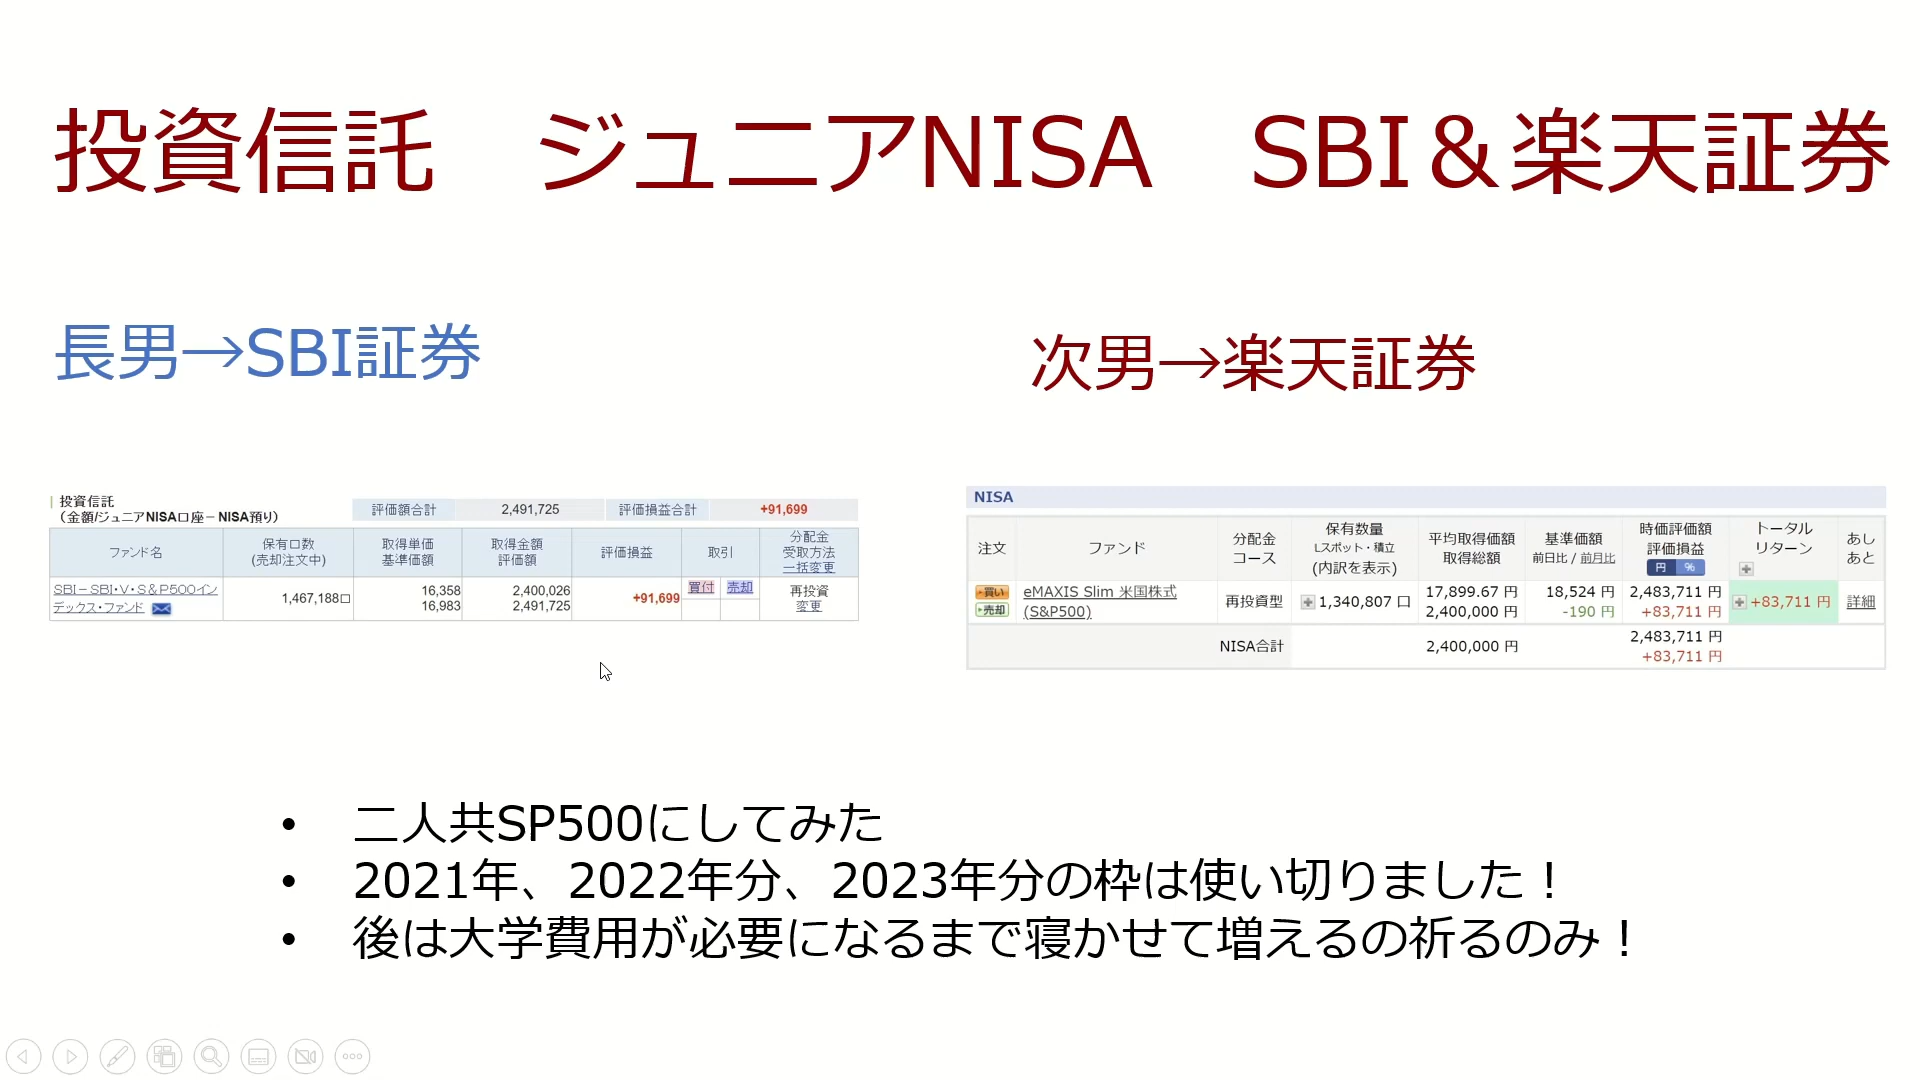 投資信託　ジュニアNISA　SBI＆楽天証券
長男→SBI証券
次男→楽天証券
投資信託
（金額/ジュニアNISA口座－NISA預り）
評価額合計 2,491,725 評価損益合計 +91,699
ファンド名 保有口数 (売却注文中) 取得単価 基準価額 取得金額 評価額 評価損益 取引 分配金 受取方法 一括変更
SBI－SBI・V・S＆P500イン
デックス・ファンド
1,467,188口
16,358
16,983
2,400,026
2,491,725
+91,699
買付 売却
再投資
変更
NISA
注文 ファンド 分配金 コース 保有数量 Lスポット・積立 (内訳を表示) 平均取得価額 取得総額 基準価額 前日比 / 前月比 時価評価額 評価損益 円 % トータル リターン あし あと
買い
売却
eMAXIS Slim 米国株式
(S&P500)
再投資型
1,340,807 口
17,899.67 円
2,400,000 円
18,524 円
-190 円
2,483,711 円
+83,711 円
+83,711 円
詳細
NISA合計
2,400,000 円
2,483,711 円
+83,711 円
• 二人共SP500にしてみた
• 2021年、2022年分、2023年分の枠は使い切りました！
• 後は大学費用が必要になるまで寝かせて増えるの祈るのみ！